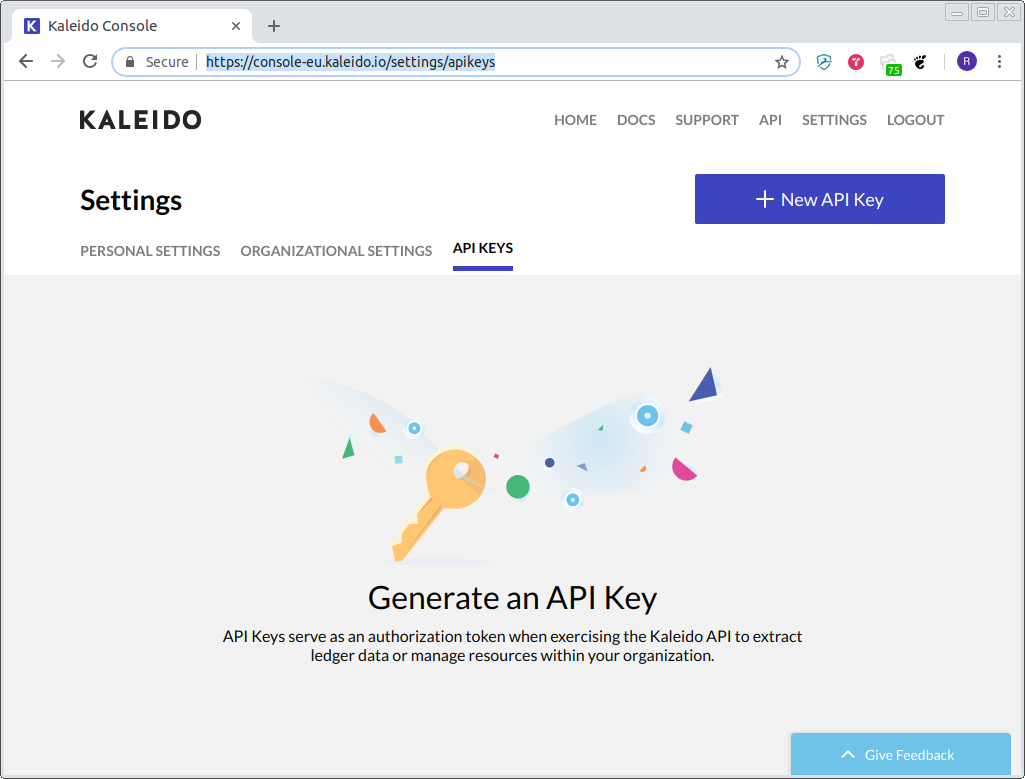 K Kaleido Console
Secure https://console-eu.kaleido.io/settings/apikeys 75 R
KALEIDO HOME DOCS SUPPORT API SETTINGS LOGOUT
Settings + New API Key
PERSONAL SETTINGS ORGANIZATIONAL SETTINGS API KEYS
Generate an API Key
API Keys serve as an authorization token when exercising the Kaleido API to extract
ledger data or manage resources within your organization.
Give Feedback